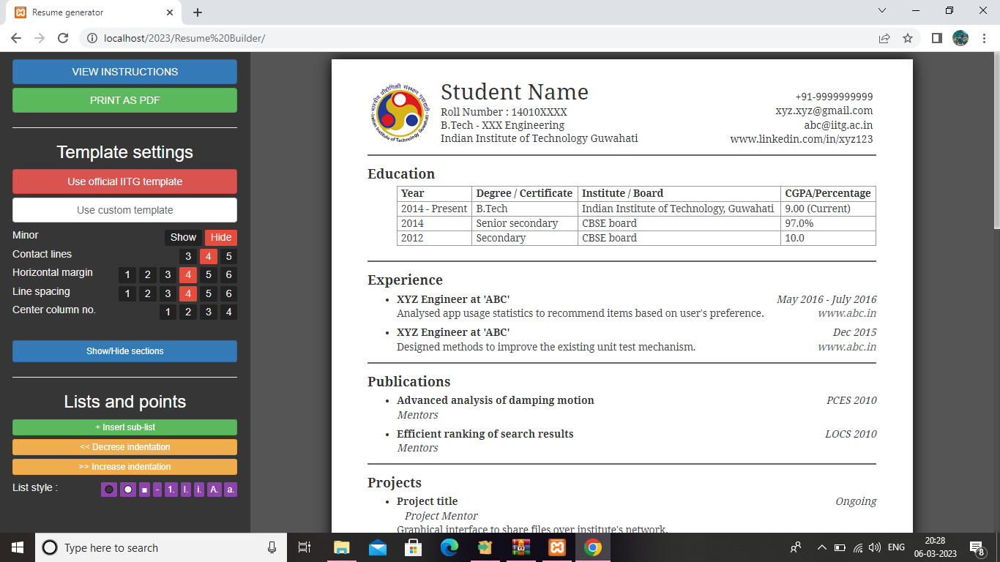 Resume generator
localhost/2023/Resume%20Builder/
VIEW INSTRUCTIONS
PRINT AS PDF
Template settings
Use official IITG template
Use custom template
Minor Show Hide
Contact lines 3 4 5
Horizontal margin 1 2 3 4 5 6
Line spacing 1 2 3 4 5 6
Center column no. 1 2 3 4
Show/Hide sections
Lists and points
+ Insert sub-list
<< Decrese indentation
>> Increase indentation
List style : - 1. I. i. A. a.
भारतीय प्रौद्योगिकी संस्थान गुवाहाटी
Indian Institute of Technology Guwahati
Student Name
Roll Number : 14010XXXX
B.Tech - XXX Engineering
Indian Institute of Technology Guwahati
+91-9999999999
xyz.xyz@gmail.com
abc@iitg.ac.in
www.linkedin.com/in/xyz123
Education
Year Degree / Certificate Institute / Board CGPA/Percentage
2014 - Present B.Tech Indian Institute of Technology, Guwahati 9.00 (Current)
2014 Senior secondary CBSE board 97.0%
2012 Secondary CBSE board 10.0
Experience
• XYZ Engineer at 'ABC' May 2016 - July 2016
Analysed app usage statistics to recommend items based on user's preference. www.abc.in
• XYZ Engineer at 'ABC' Dec 2015
Designed methods to improve the existing unit test mechanism. www.abc.in
Publications
• Advanced analysis of damping motion PCES 2010
Mentors
• Efficient ranking of search results LOCS 2010
Mentors
Projects
• Project title Ongoing
Project Mentor
Graphical interface to share files over institute's network.
Type here to search
ENG
20:28
06-03-2023
8